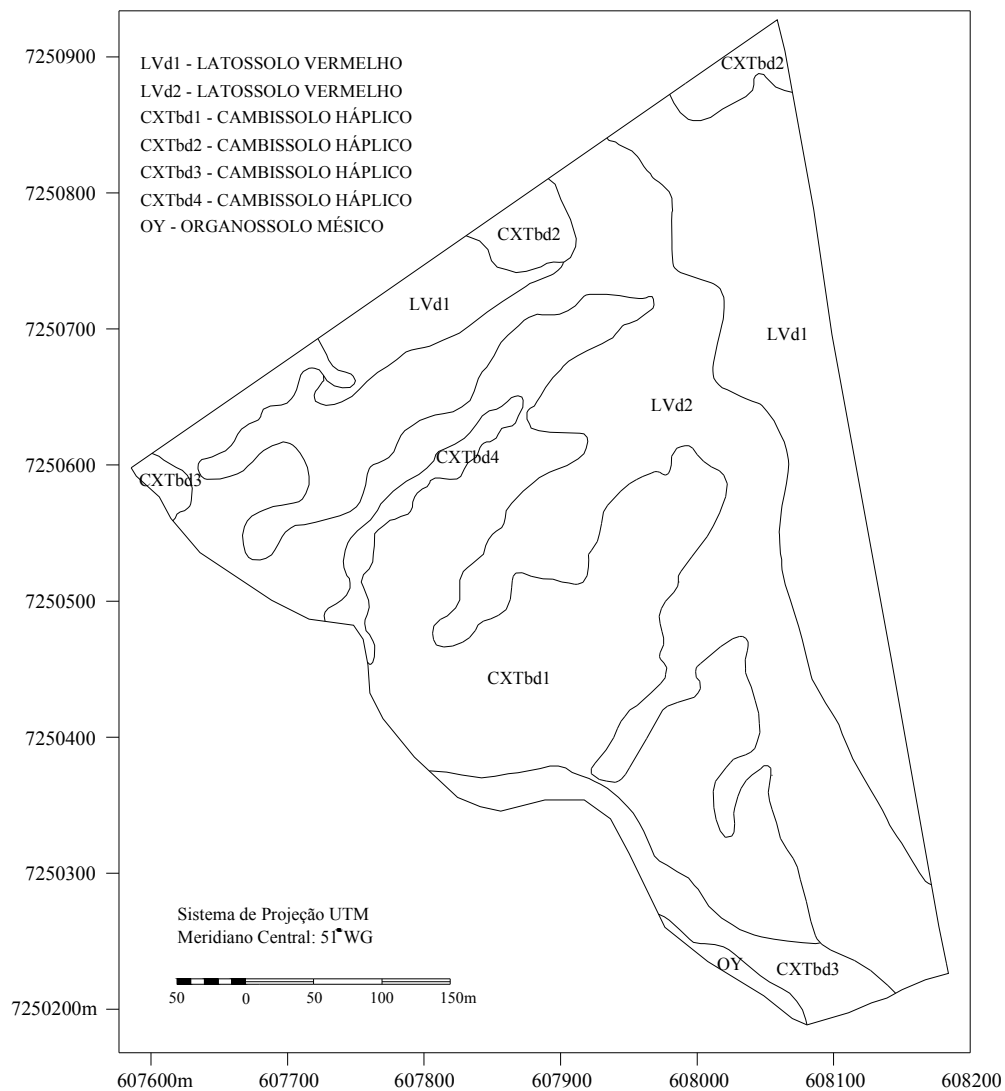 7250900
7250800
7250700
7250600
7250500
7250400
7250300
7250200m
LVd1 - LATOSSOLO VERMELHO
LVd2 - LATOSSOLO VERMELHO
CXTbd1 - CAMBISSOLO HÁPLICO
CXTbd2 - CAMBISSOLO HÁPLICO
CXTbd3 - CAMBISSOLO HÁPLICO
CXTbd4 - CAMBISSOLO HÁPLICO
OY - ORGANOSSOLO MÉSICO
CXTbd2
CXTbd2
LVd1
LVd1
LVd2
CXTbd4
CXTbd3
CXTbd1
OY
CXTbd3
Sistema de Projeção UTM
Meridiano Central: 51° WG
50 0 50 100 150m
607600m 607700 607800 607900 608000 608100 608200